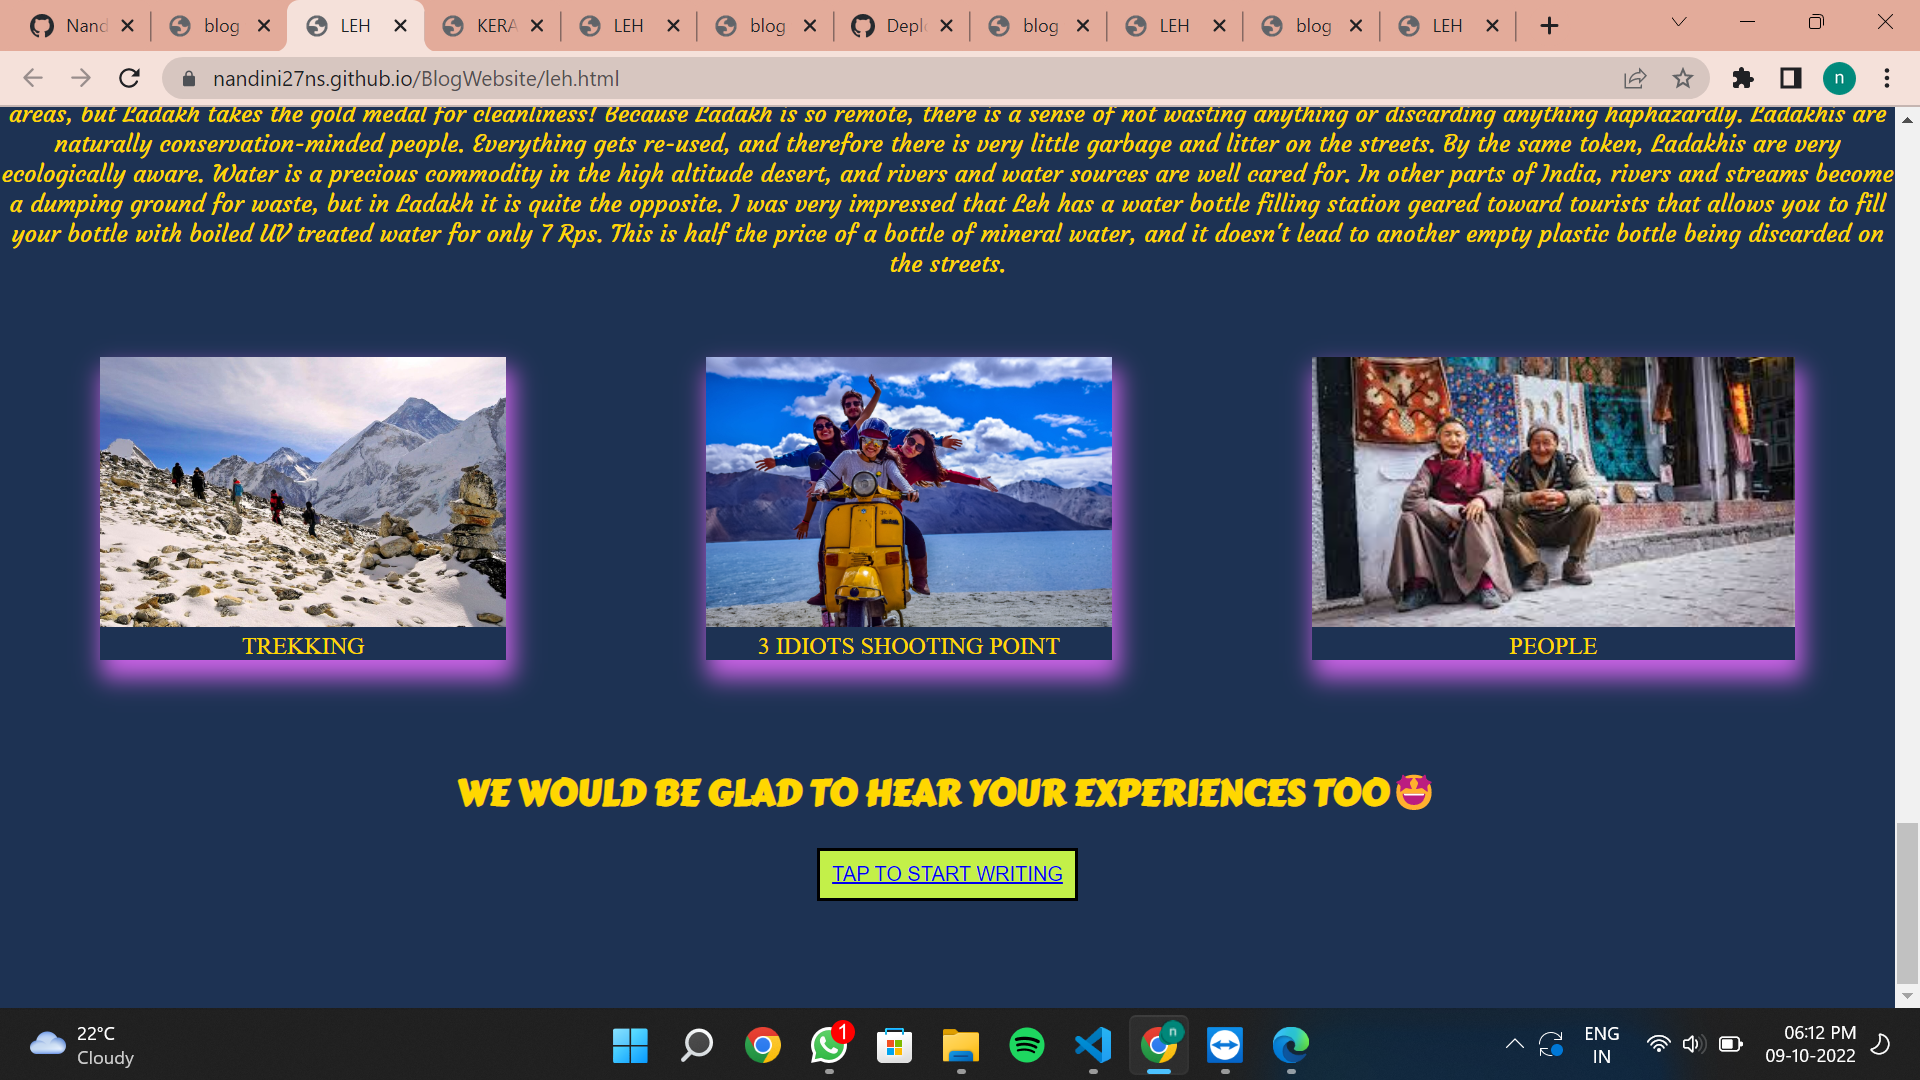 Nand
blog
LEH
KERA
LEH
blog
Deplo
blog
LEH
blog
LEH
nandini27ns.github.io/BlogWebsite/leh.html
n
areas, but Ladakh takes the gold medal for cleanliness! Because Ladakh is so remote, there is a sense of not wasting anything or discarding anything haphazardly. Ladakhis are
naturally conservation-minded people. Everything gets re-used, and therefore there is very little garbage and litter on the streets. By the same token, Ladakhis are very
ecologically aware. Water is a precious commodity in the high altitude desert, and rivers and water sources are well cared for. In other parts of India, rivers and streams become
a dumping ground for waste, but in Ladakh it is quite the opposite. I was very impressed that Leh has a water bottle filling station geared toward tourists that allows you to fill
your bottle with boiled UV treated water for only 7 Rps. This is half the price of a bottle of mineral water, and it doesn't lead to another empty plastic bottle being discarded on
the streets.
TREKKING
3 IDIOTS SHOOTING POINT
PEOPLE
WE WOULD BE GLAD TO HEAR YOUR EXPERIENCES TOO🤩
TAP TO START WRITING
22°C
Cloudy
1
n
ENG
IN
06:12 PM
09-10-2022